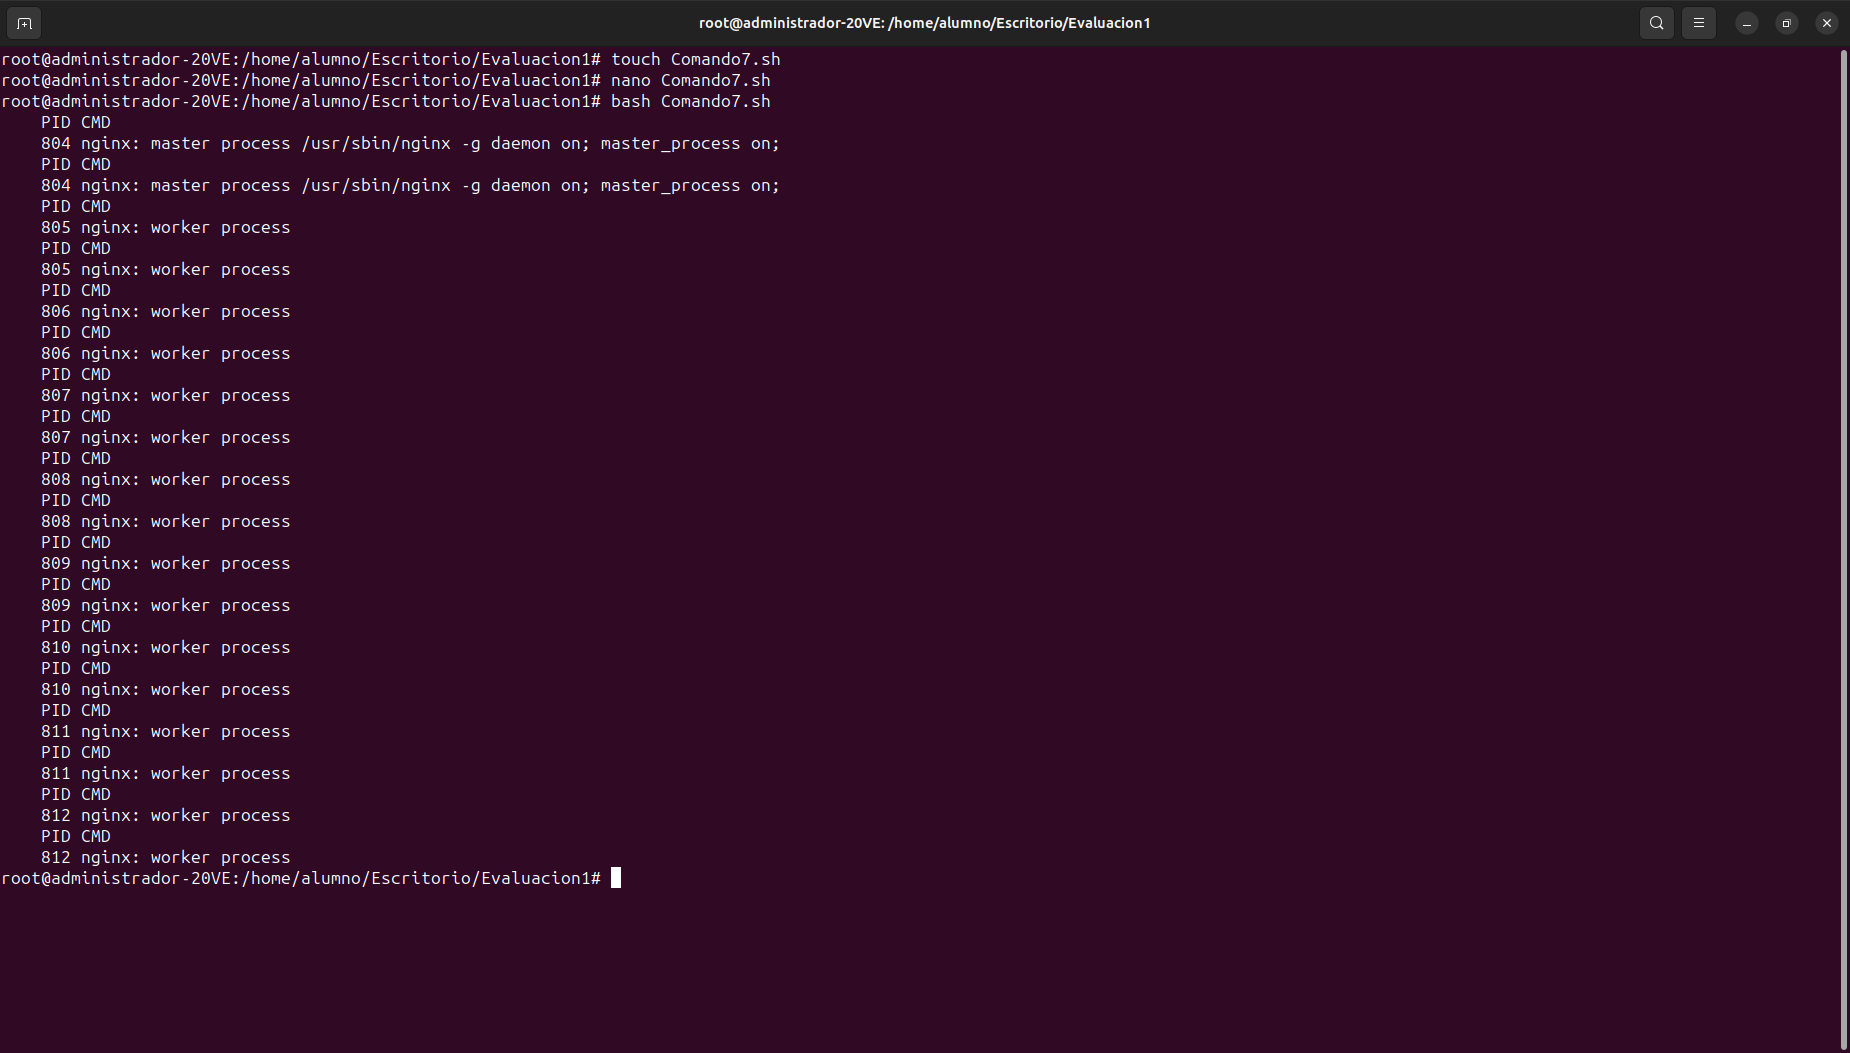 root@administrador-20VE: /home/alumno/Escritorio/Evaluacion1
root@administrador-20VE:/home/alumno/Escritorio/Evaluacion1# touch Comando7.sh
root@administrador-20VE:/home/alumno/Escritorio/Evaluacion1# nano Comando7.sh
root@administrador-20VE:/home/alumno/Escritorio/Evaluacion1# bash Comando7.sh
    PID CMD
    804 nginx: master process /usr/sbin/nginx -g daemon on; master_process on;
    PID CMD
    804 nginx: master process /usr/sbin/nginx -g daemon on; master_process on;
    PID CMD
    805 nginx: worker process
    PID CMD
    805 nginx: worker process
    PID CMD
    806 nginx: worker process
    PID CMD
    806 nginx: worker process
    PID CMD
    807 nginx: worker process
    PID CMD
    807 nginx: worker process
    PID CMD
    808 nginx: worker process
    PID CMD
    808 nginx: worker process
    PID CMD
    809 nginx: worker process
    PID CMD
    809 nginx: worker process
    PID CMD
    810 nginx: worker process
    PID CMD
    810 nginx: worker process
    PID CMD
    811 nginx: worker process
    PID CMD
    811 nginx: worker process
    PID CMD
    812 nginx: worker process
    PID CMD
    812 nginx: worker process
root@administrador-20VE:/home/alumno/Escritorio/Evaluacion1#